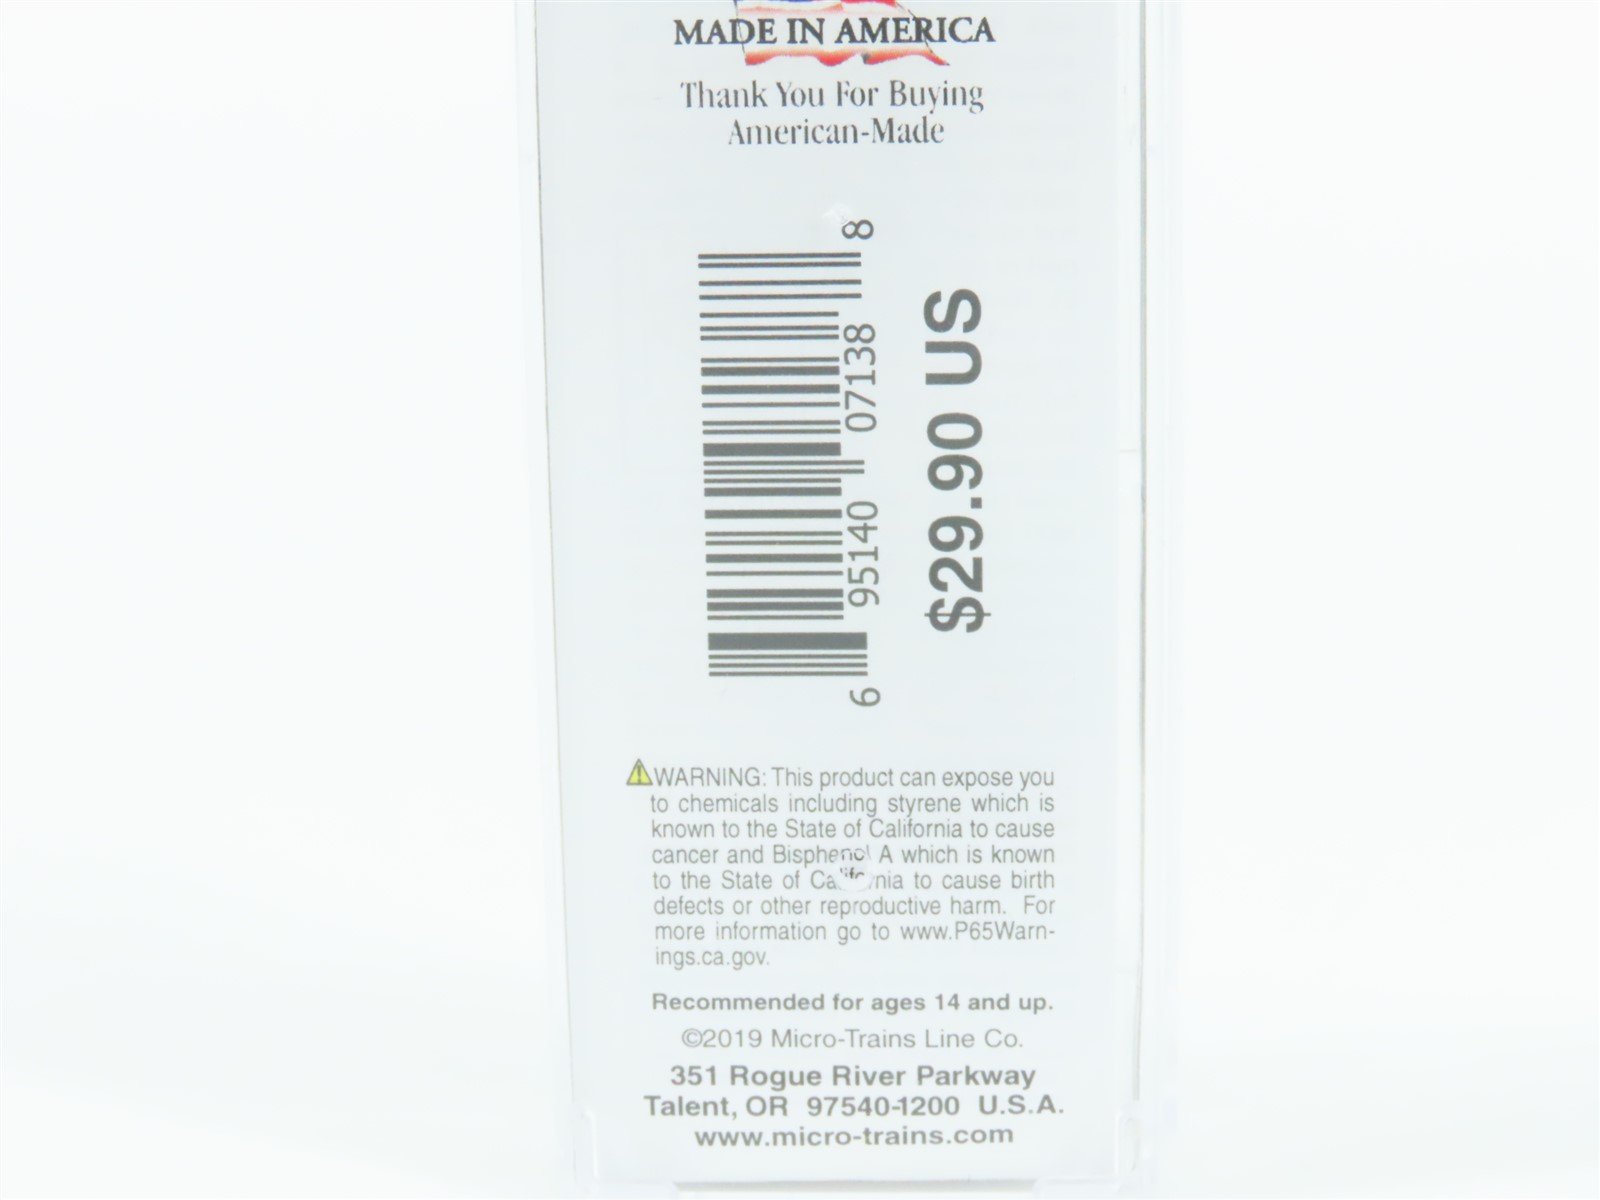 MADE IN AMERICA
Thank You For Buying
American-Made
6 95140 07138 8
$29.90 US
WARNING: This product can expose you
to chemicals including styrene which is
known to the State of California to cause
cancer and Bisphenol A which is known
to the State of California to cause birth
defects or other reproductive harm. For
more information go to www.P65Warn-
ings.ca.gov.
Recommended for ages 14 and up.
©2019 Micro-Trains Line Co.
351 Rogue River Parkway
Talent, OR 97540-1200 U.S.A.
www.micro-trains.com